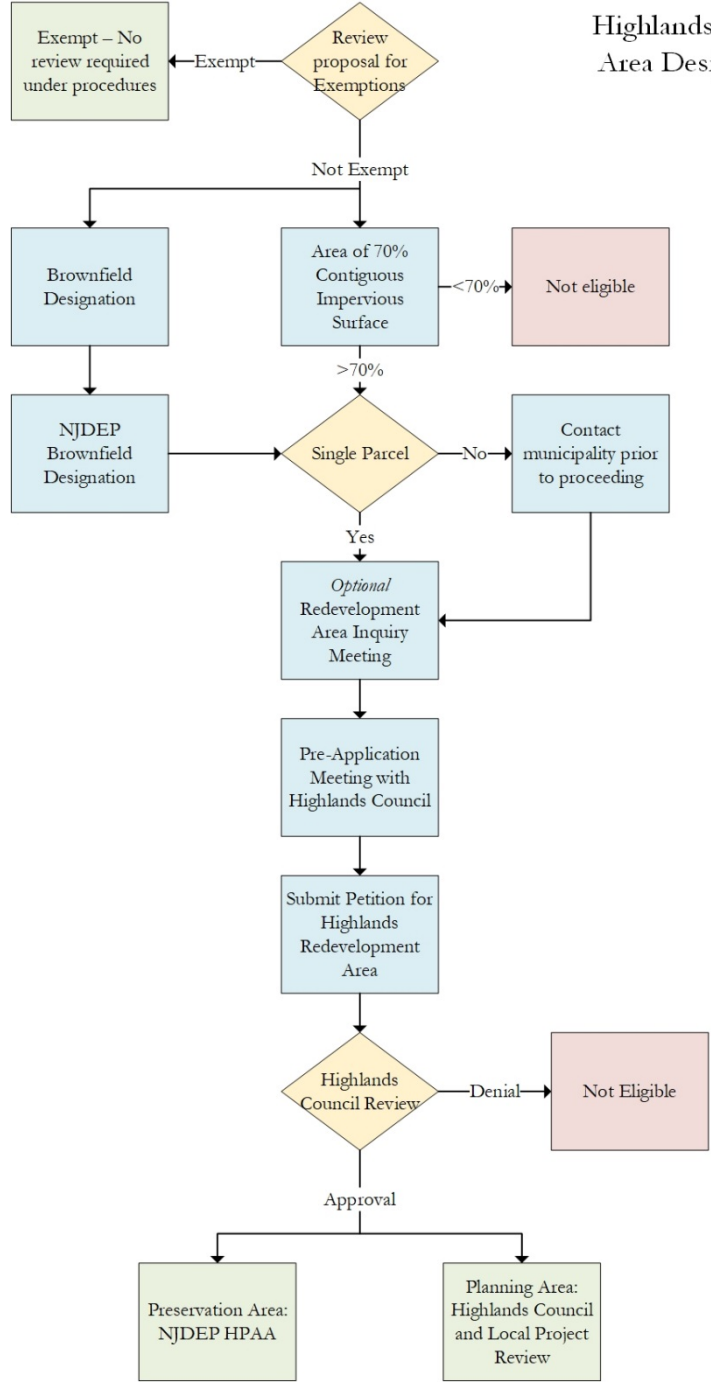 Highlands
Area Desi
Exempt – No
review required
under procedures
Exempt
Review
proposal for
Exemptions
Not Exempt
Brownfield
Designation
Area of 70%
Contiguous
Impervious
Surface
<70%
Not eligible
>70%
NJDEP
Brownfield
Designation
Single Parcel
No
Contact
municipality prior
to proceeding
Yes
Optional
Redevelopment
Area Inquiry
Meeting
Pre-Application
Meeting with
Highlands Council
Submit Petition for
Highlands
Redevelopment
Area
Highlands
Council Review
Denial
Not Eligible
Approval
Preservation Area:
NJDEP HPAA
Planning Area:
Highlands Council
and Local Project
Review